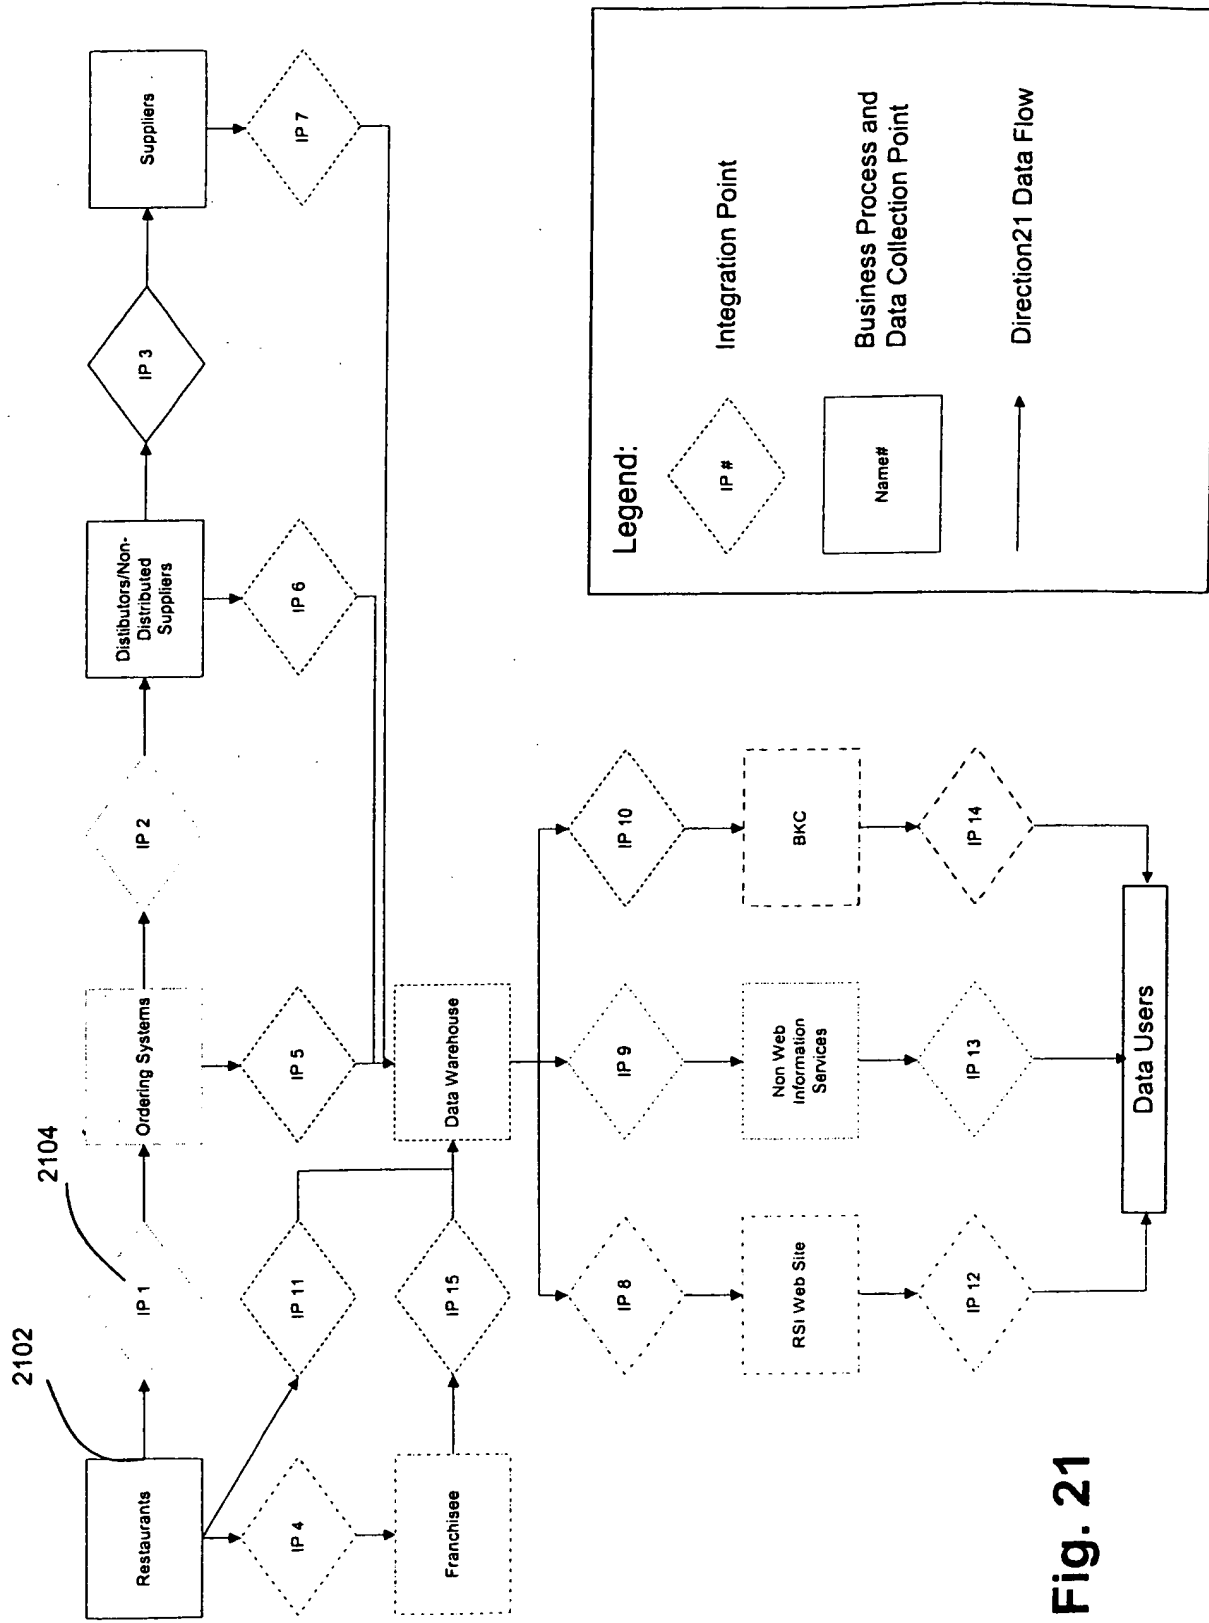 2102
2104
Restaurants
IP 1
Ordering Systems
IP 2
Distibutors/Non-
Distributed
Suppliers
IP 3
Suppliers
IP 4
IP 11
IP 5
IP 6
IP 7
Franchisee
IP 15
Data Warehouse
IP 8
IP 9
IP 10
RSI Web Site
Non Web
Information
Services
BKC
IP 12
IP 13
IP 14
Data Users
Legend:
IP #
Integration Point
Name#
Business Process and
Data Collection Point
Direction21 Data Flow
Fig. 21